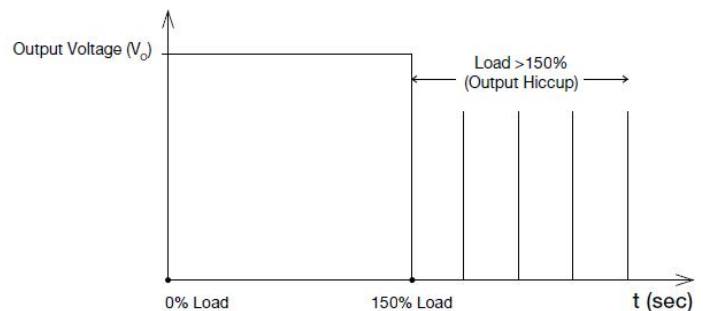 Output Voltage (Vo)
Load >150%
(Output Hiccup)
0% Load
150% Load
t (sec)